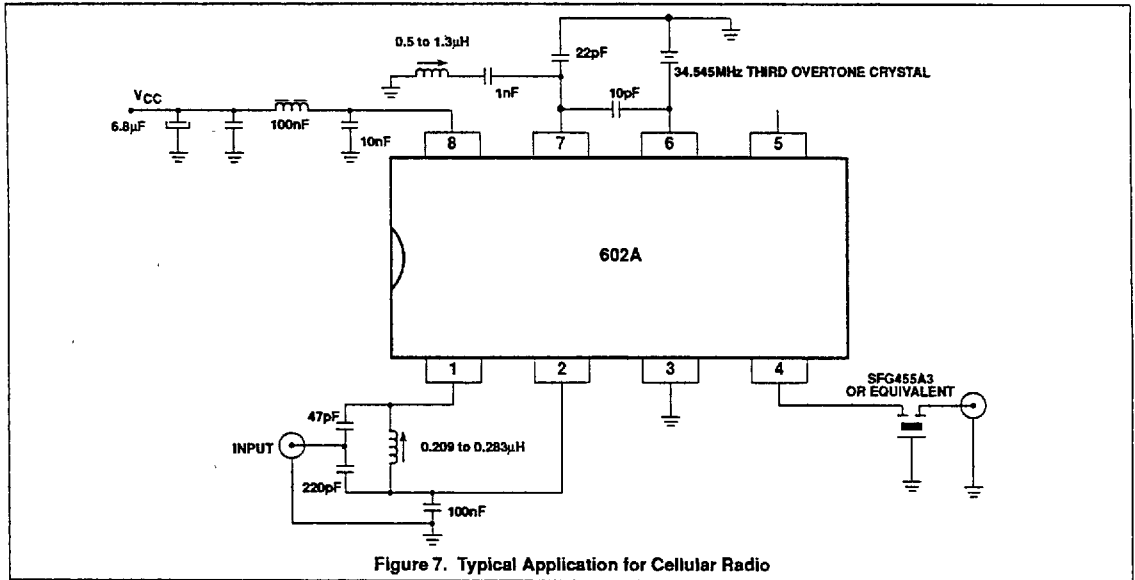 0.5 to 1.3μH
22pF
34.545MHz THIRD OVERTONE CRYSTAL
1nF
10pF
VCC
6.8μF
100nF
10nF
8
7
6
5
602A
1
2
3
4
SFG455A3
OR EQUIVALENT
47pF
INPUT
0.209 to 0.283μH
220pF
100nF
Figure 7. Typical Application for Cellular Radio